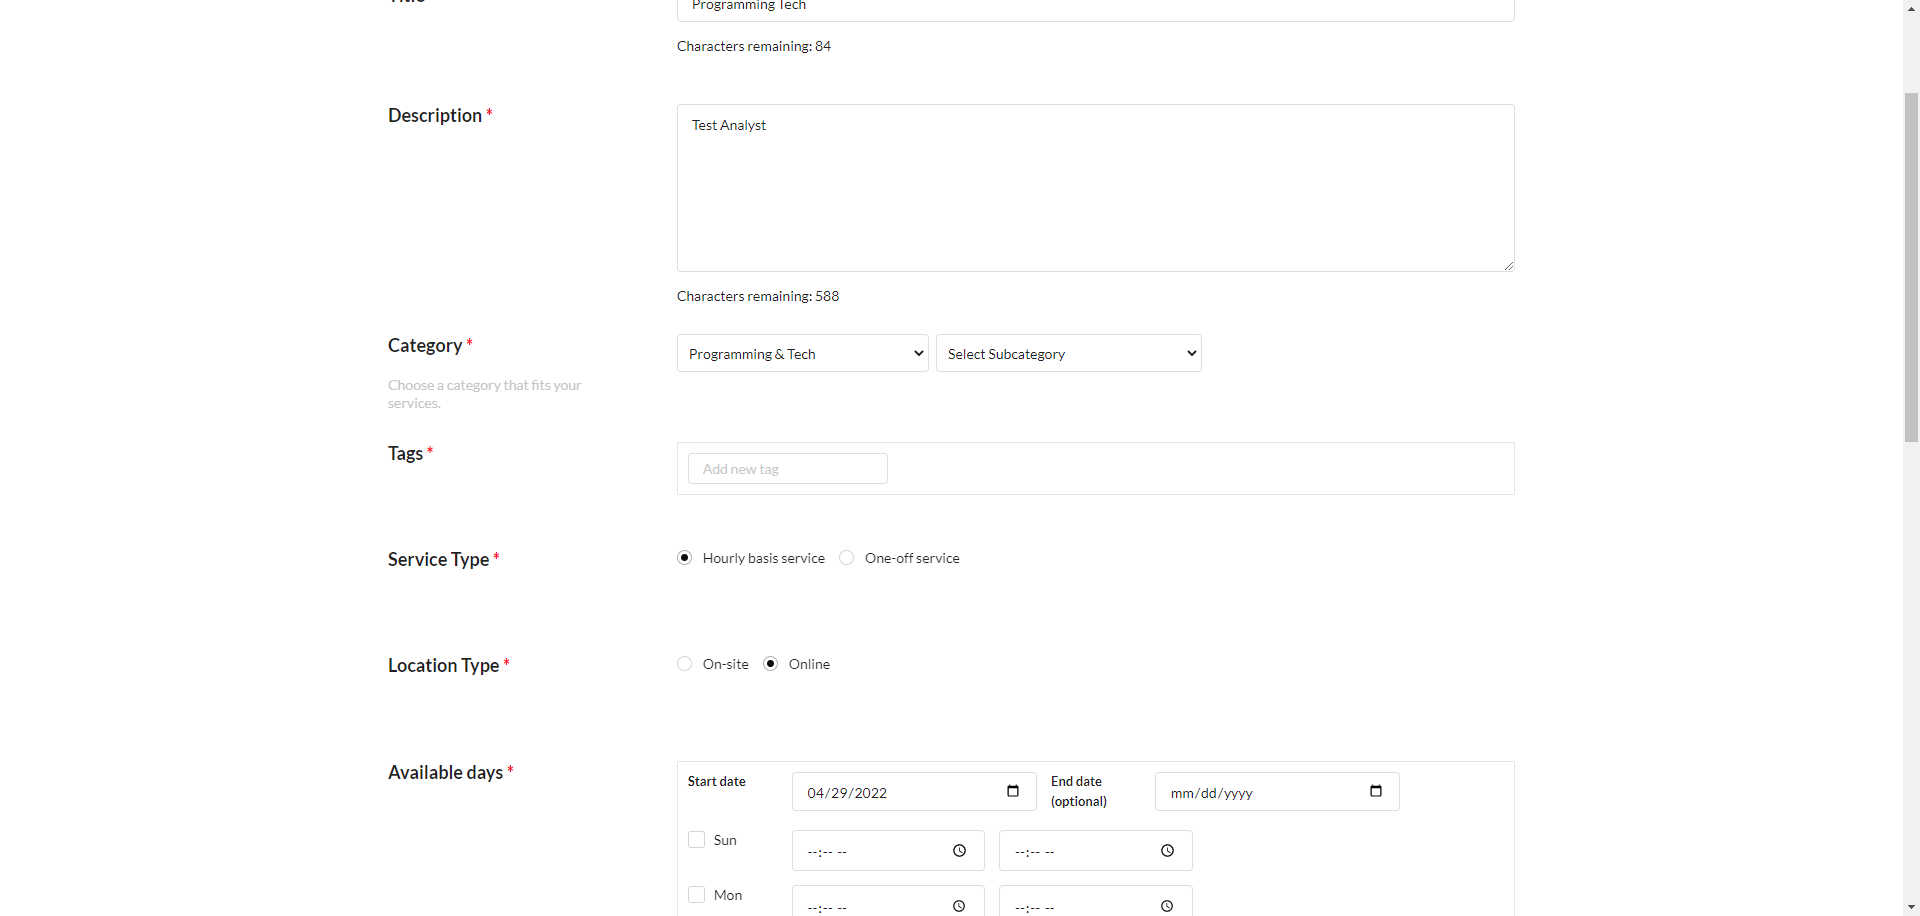 Programming Tech
Characters remaining: 84
Description *
Test Analyst
Characters remaining: 588
Category *
Programming & Tech
Select Subcategory
Choose a category that fits your
services.
Tags *
Add new tag
Service Type *
Hourly basis service
One-off service
Location Type *
On-site
Online
Available days *
Start date
04/29/2022
End date
(optional)
mm/dd/yyyy
Sun
--:-- --
--:-- --
Mon
--:-- --
--:-- --